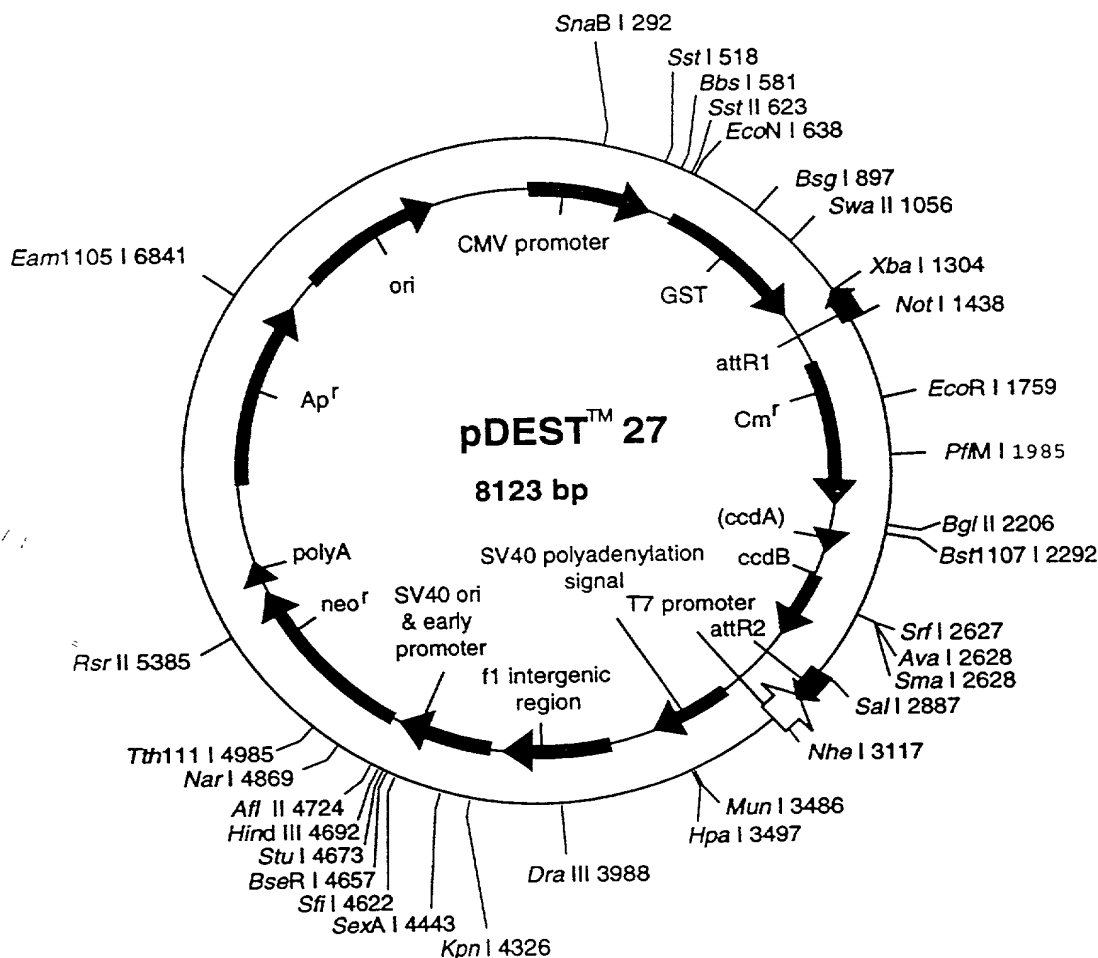 SnaB I 292
Sst I 518
Bbs I 581
Sst II 623
EcoN I 638
Bsg I 897
Swa II 1056
Xba I 1304
Not I 1438
EcoR I 1759
PflM I 1985
Bgl II 2206
Bst1107 I 2292
Srf I 2627
Ava I 2628
Sma I 2628
Sal I 2887
Nhe I 3117
Mun I 3486
Hpa I 3497
Dra III 3988
Kpn I 4326
SexA I 4443
Sfi I 4622
BseR I 4657
Stu I 4673
Hind III 4692
Afl II 4724
Nar I 4869
Tth111 I 4985
Rsr II 5385
Eam1105 I 6841
CMV promoter
GST
attR1
Cmr
(ccdA)
ccdB
attR2
T7 promoter
SV40 polyadenylation
signal
f1 intergenic
region
SV40 ori
& early
promoter
neor
polyA
Apr
ori
pDEST™ 27
8123 bp